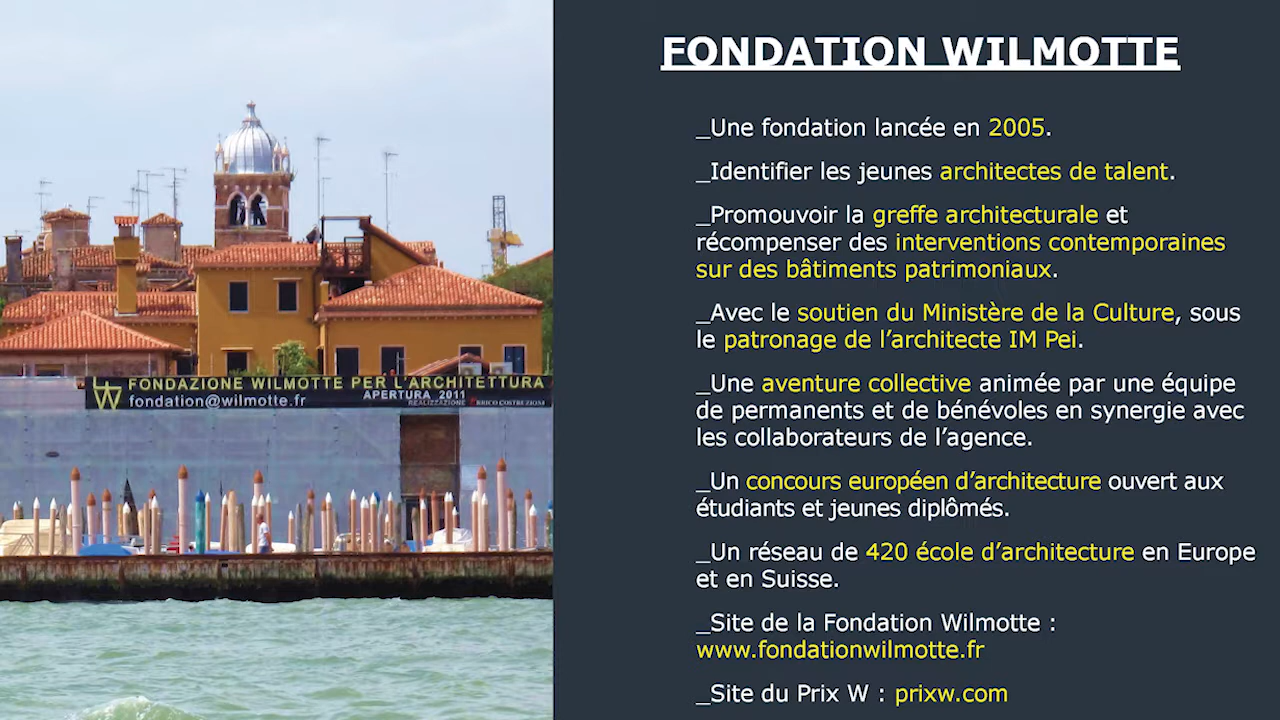 FONDATION WILMOTTE
_Une fondation lancée en 2005.
_Identifier les jeunes architectes de talent.
_Promouvoir la greffe architecturale et
récompenser des interventions contemporaines
sur des bâtiments patrimoniaux.
_Avec le soutien du Ministère de la Culture, sous
le patronage de l’architecte IM Pei.
_Une aventure collective animée par une équipe
de permanents et de bénévoles en synergie avec
les collaborateurs de l’agence.
_Un concours européen d’architecture ouvert aux
étudiants et jeunes diplômés.
_Un réseau de 420 école d’architecture en Europe
et en Suisse.
_Site de la Fondation Wilmotte :
www.fondationwilmotte.fr
_Site du Prix W : prixw.com
W FONDAZIONE WILMOTTE PER L'ARCHITETTURA
fondation@wilmotte.fr APERTURA 2011
REALIZZAZIONE